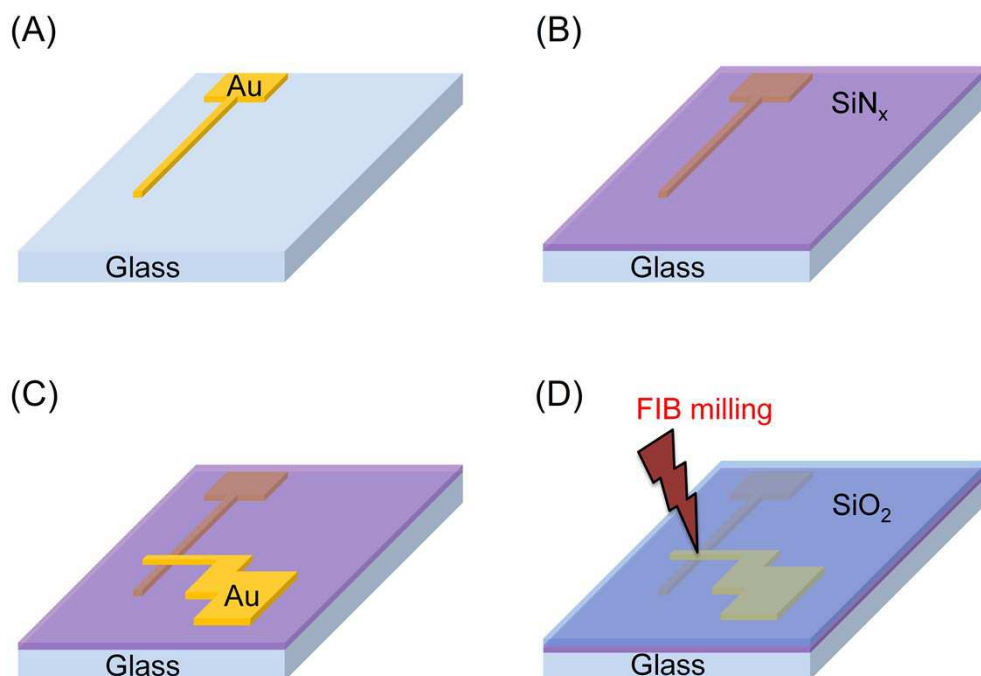 (A)
Au
Glass
(B)
SiNx
Glass
(C)
Au
Glass
(D)
FIB milling
SiO2
Glass